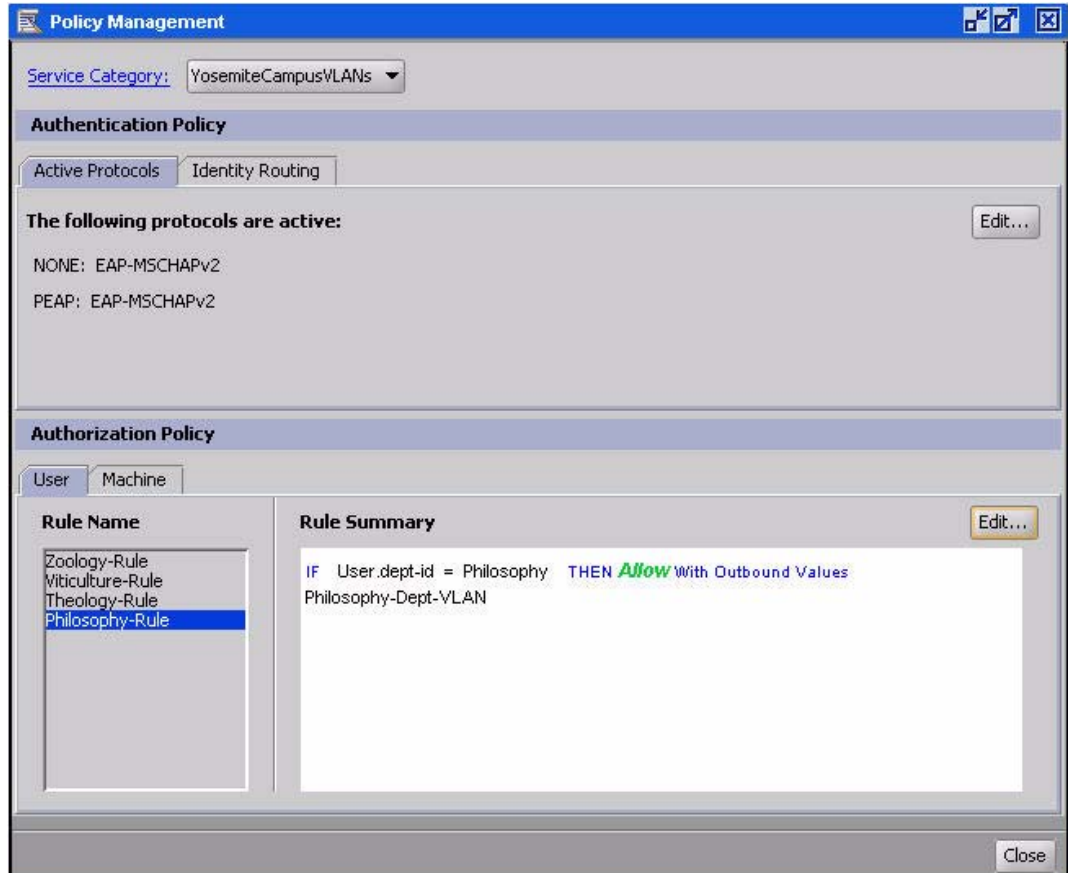 Policy Management
Service Category: YosemiteCampusVLANs
Authentication Policy
Active Protocols Identity Routing
The following protocols are active: Edit...
NONE: EAP-MSCHAPv2
PEAP: EAP-MSCHAPv2
Authorization Policy
User Machine
Rule Name
Zoology-Rule
Viticulture-Rule
Theology-Rule
Philosophy-Rule
Rule Summary Edit...
IF User.dept-id = Philosophy THEN Allow With Outbound Values
Philosophy-Dept-VLAN
Close